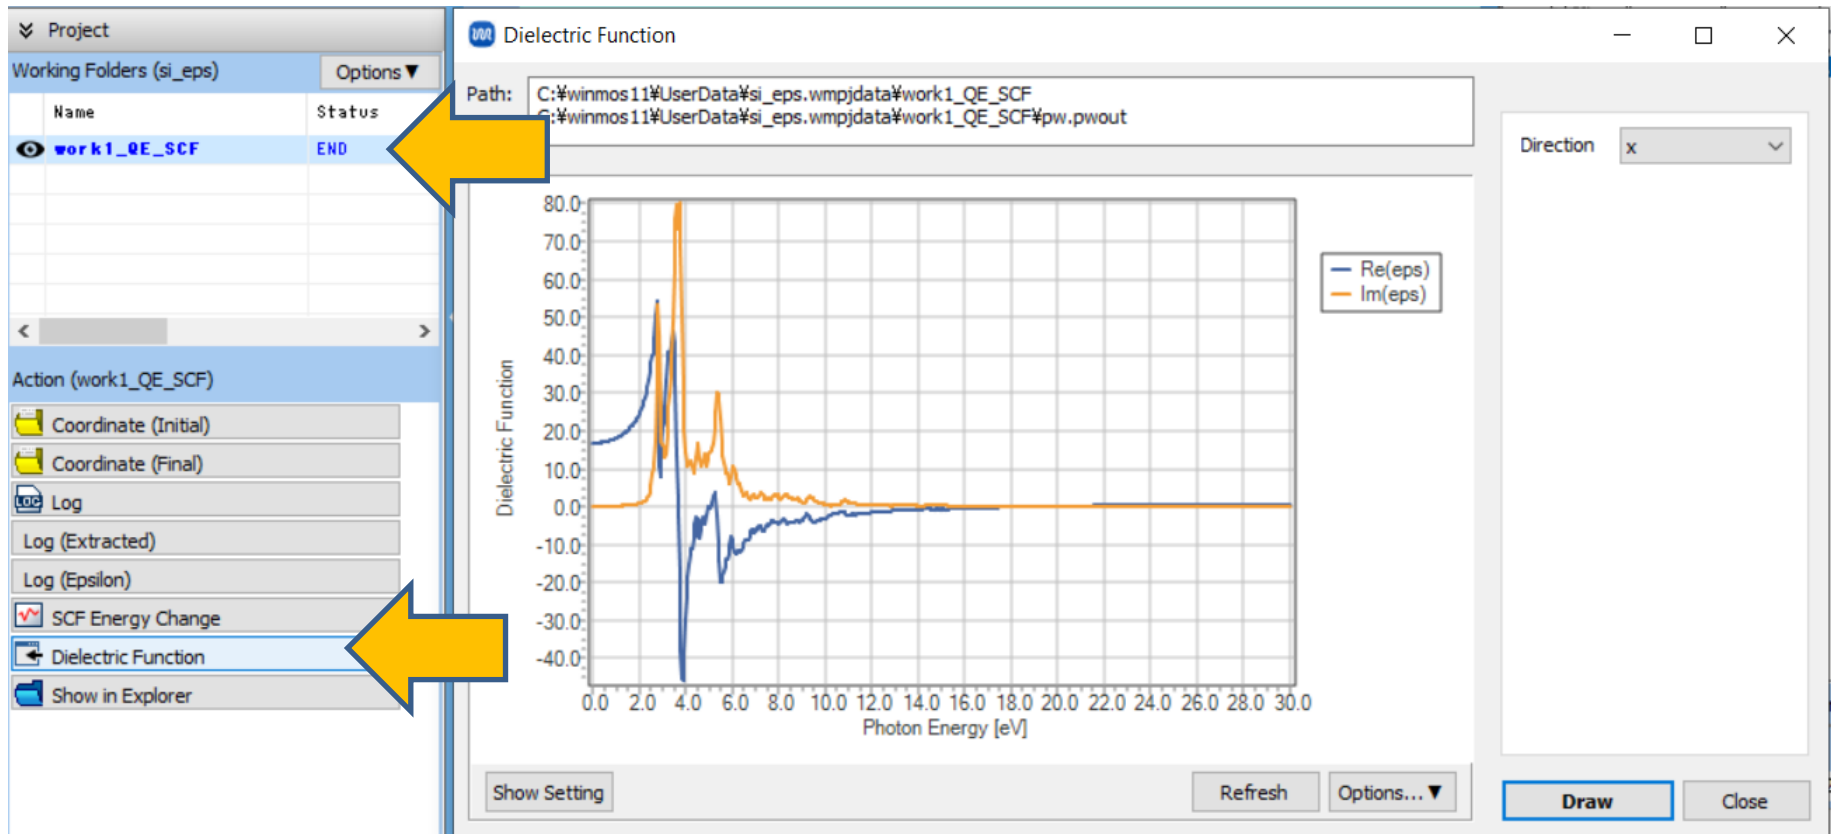 Project
Working Folders (si_eps)
Options▼
Name
Status
work1_QE_SCF
END
Action (work1_QE_SCF)
Coordinate (Initial)
Coordinate (Final)
LOG
Log
Log (Extracted)
Log (Epsilon)
SCF Energy Change
Dielectric Function
Show in Explorer
Dielectric Function
Path:
C:¥winmos11¥UserData¥si_eps.wmpjdata¥work1_QE_SCF
C:¥winmos11¥UserData¥si_eps.wmpjdata¥work1_QE_SCF¥pw.pwout
Dielectric Function
80.0
70.0
60.0
50.0
40.0
30.0
20.0
10.0
0.0
-10.0
-20.0
-30.0
-40.0
0.0 2.0 4.0 6.0 8.0 10.0 12.0 14.0 16.0 18.0 20.0 22.0 24.0 26.0 28.0 30.0
Photon Energy [eV]
Re(eps)
Im(eps)
Direction
x
Show Setting
Refresh
Options...▼
Draw
Close